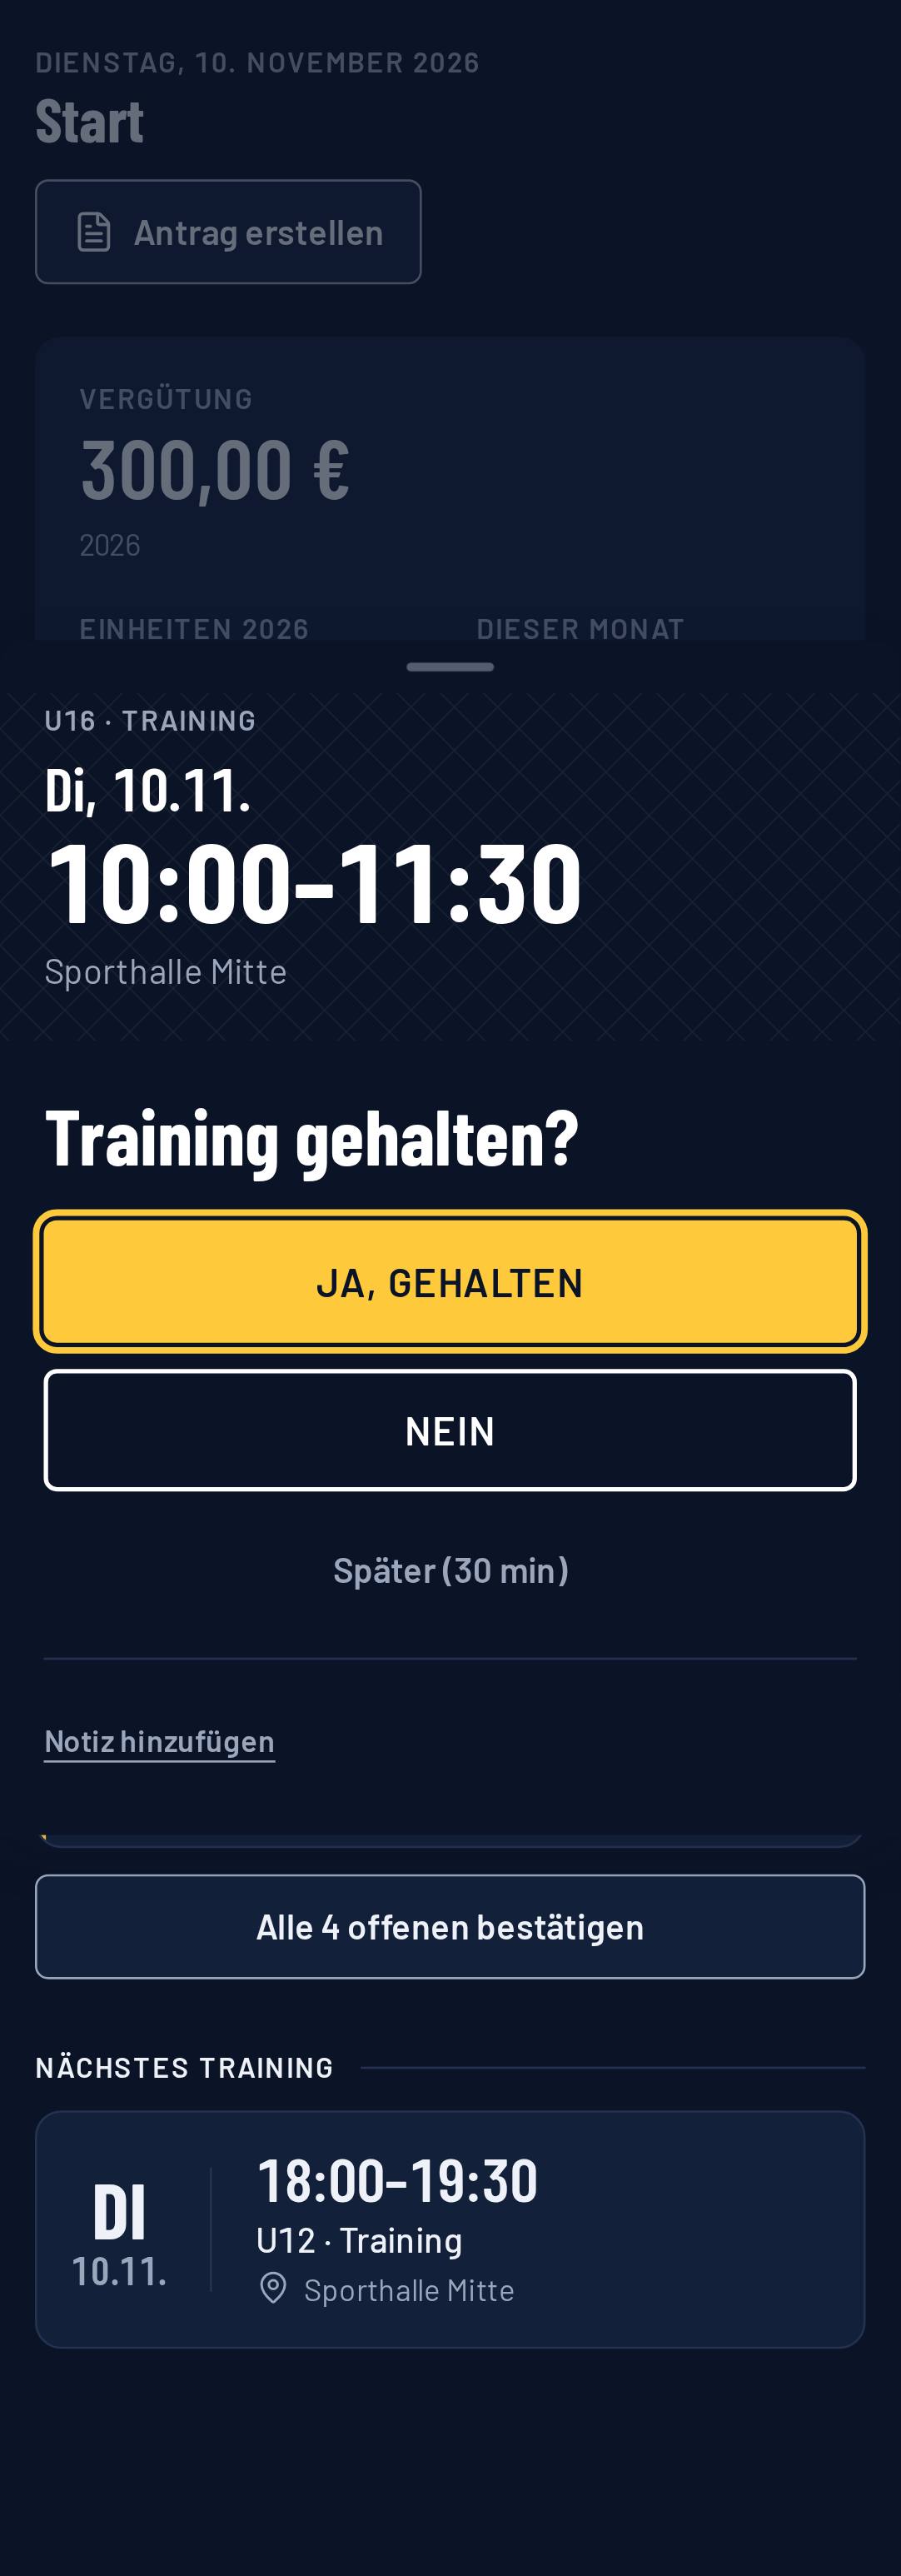 DIENSTAG, 10. NOVEMBER 2026
Start
Antrag erstellen
VERGÜTUNG
300,00 €
2026
EINHEITEN 2026 DIESER MONAT
U16 · TRAINING
Di, 10.11.
10:00–11:30
Sporthalle Mitte
Training gehalten?
JA, GEHALTEN
NEIN
Später (30 min)
Notiz hinzufügen
Alle 4 offenen bestätigen
NÄCHSTES TRAINING
DI
10.11.
18:00–19:30
U12 · Training
Sporthalle Mitte